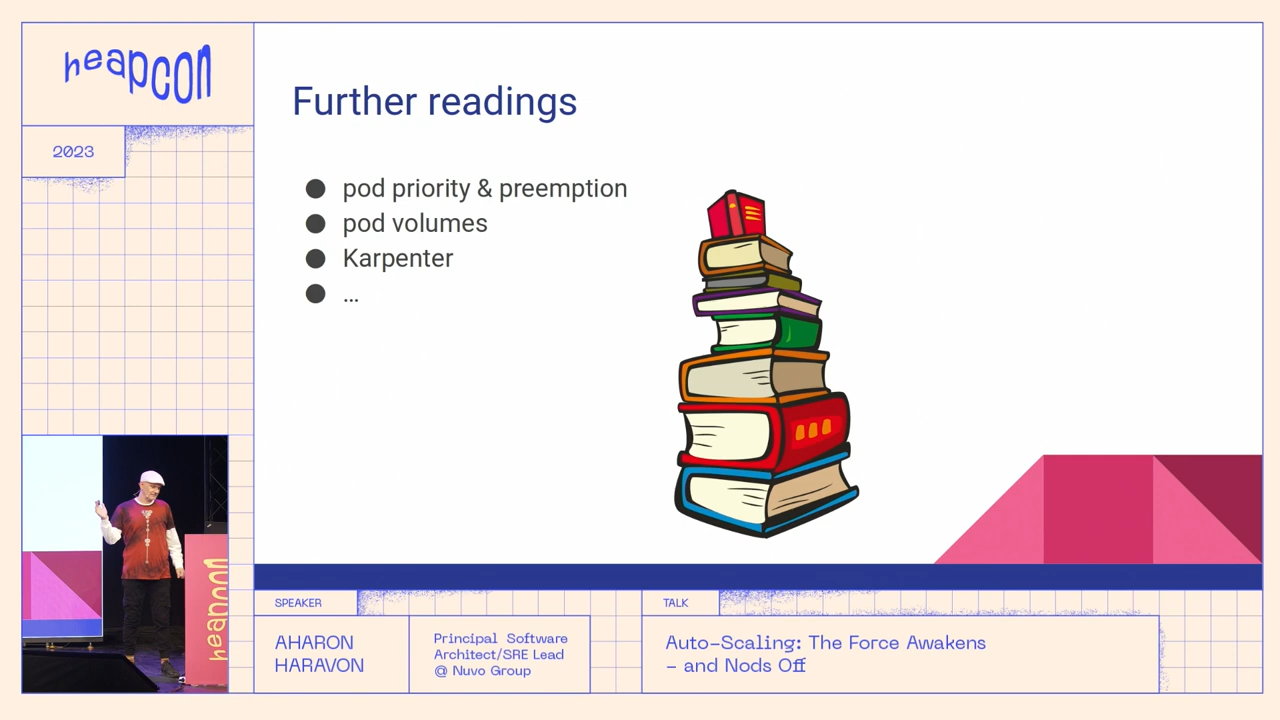 heapcon
2023
Further readings
● pod priority & preemption
● pod volumes
● Karpenter
● ...
heapcon
SPEAKER
AHARON
HARAVON
Principal Software
Architect/SRE Lead
@ Nuvo Group
TALK
Auto-Scaling: The Force Awakens
- and Nods Off